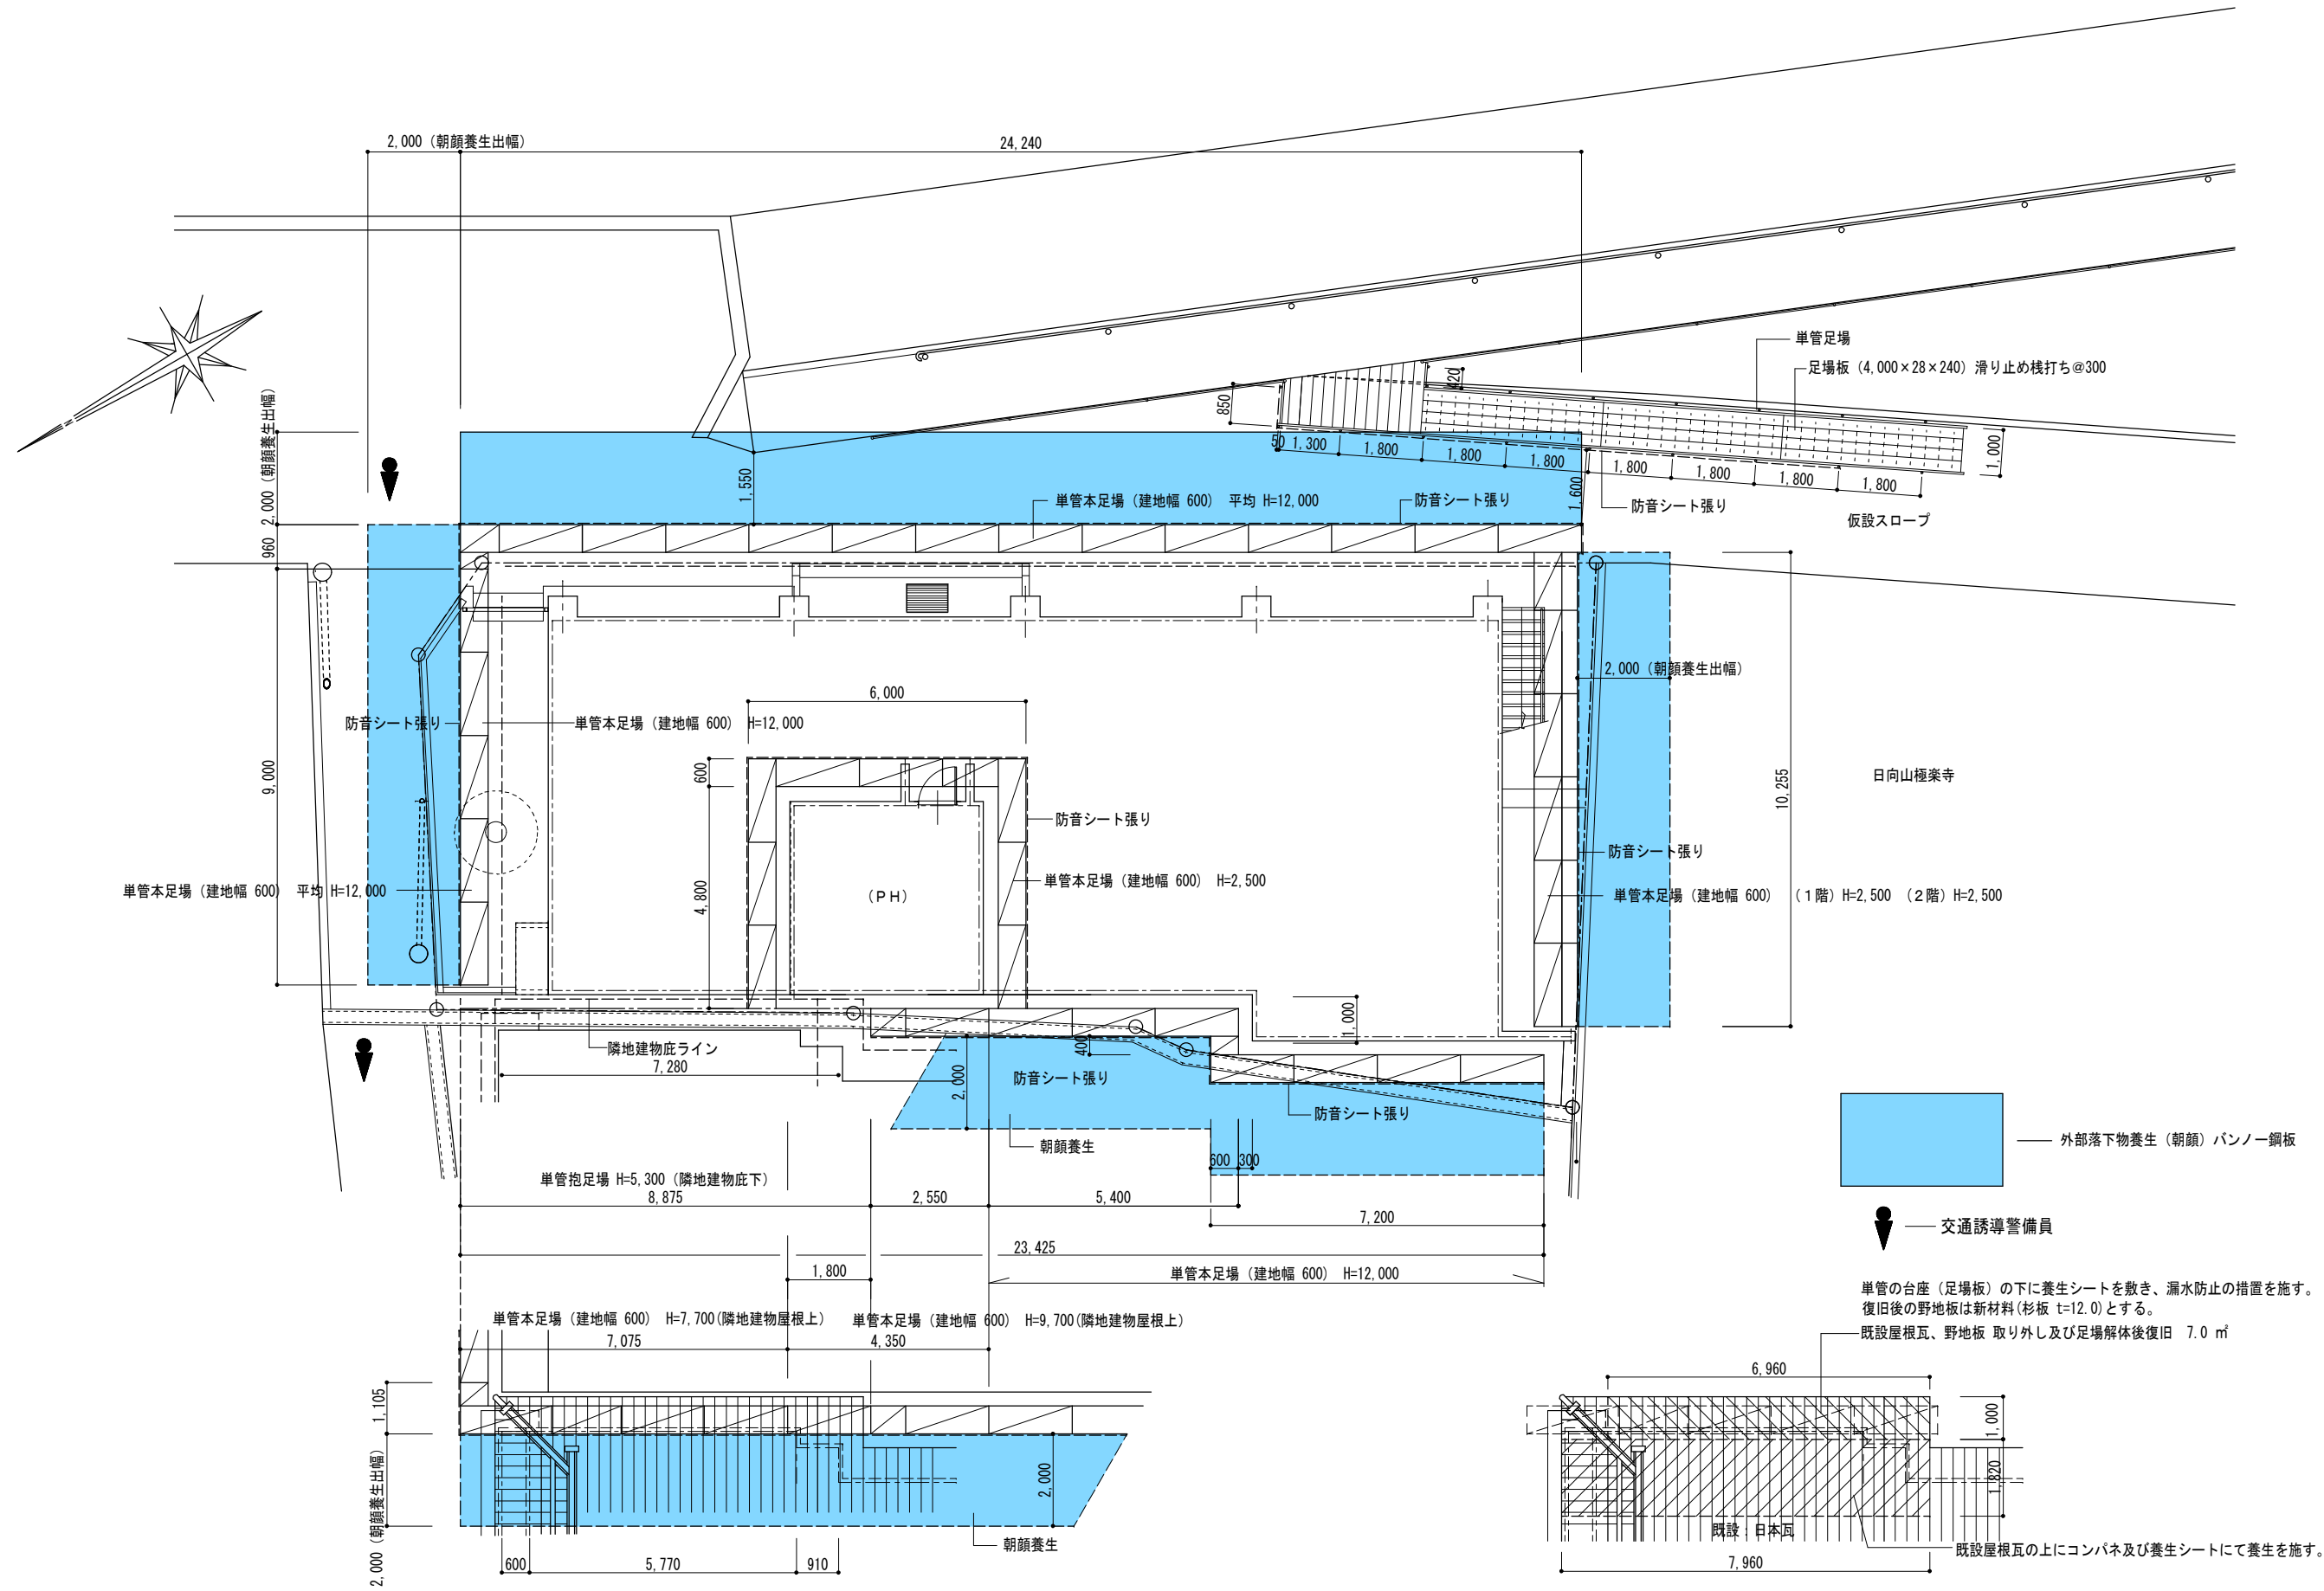 2,000 (朝顔養生出幅)
24,240
単管足場
足場板 (4,000×28×240) 滑り止め桟打ち@300
420
850
50
1,300
1,800
1,800
1,800
1,800
1,800
1,800
1,800
1,000
2,000 (朝顔養生出幅)
960
1,550
1,600
単管本足場 (建地幅 600) 平均 H=12,000
防音シート張り
防音シート張り
仮設スロープ
2,000 (朝顔養生出幅)
6,000
防音シート張り
単管本足場 (建地幅 600) H=12,000
9,000
600
10,255
日向山極楽寺
防音シート張り
防音シート張り
4,800
単管本足場 (建地幅 600) 平均 H=12,000
(PH)
単管本足場 (建地幅 600) H=2,500
単管本足場 (建地幅 600) (1階) H=2,500 (2階) H=2,500
1,000
隣地建物庇ライン
400
7,280
2,000
防音シート張り
防音シート張り
朝顔養生
外部落下物養生 (朝顔) バンノー鋼板
600
300
単管抱足場 H=5,300 (隣地建物庇下)
8,875
2,550
5,400
7,200
交通誘導警備員
23,425
1,800
単管本足場 (建地幅 600) H=12,000
単管の台座 (足場板) の下に養生シートを敷き、漏水防止の措置を施す。
復旧後の野地板は新材料(杉板 t=12.0)とする。
単管本足場 (建地幅 600) H=7,700(隣地建物屋根上)
単管本足場 (建地幅 600) H=9,700(隣地建物屋根上)
既設屋根瓦、野地板 取り外し及び足場解体後復旧 7.0 ㎡
7,075
4,350
6,960
1,105
1,000
2,000 (朝顔養生出幅)
2,000
1,820
既設:日本瓦
朝顔養生
既設屋根瓦の上にコンパネ及び養生シートにて養生を施す。
600
5,770
910
7,960